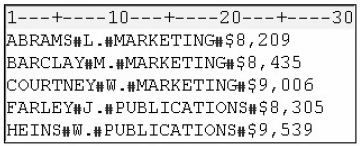 1---+----10---+----20---+----30
ABRAMS#L.#MARKETING#$8,209
BARCLAY#M.#MARKETING#$8,435
COURTNEY#W.#MARKETING#$9,006
FARLEY#J.#PUBLICATIONS#$8,305
HEINS#W.#PUBLICATIONS#$9,539